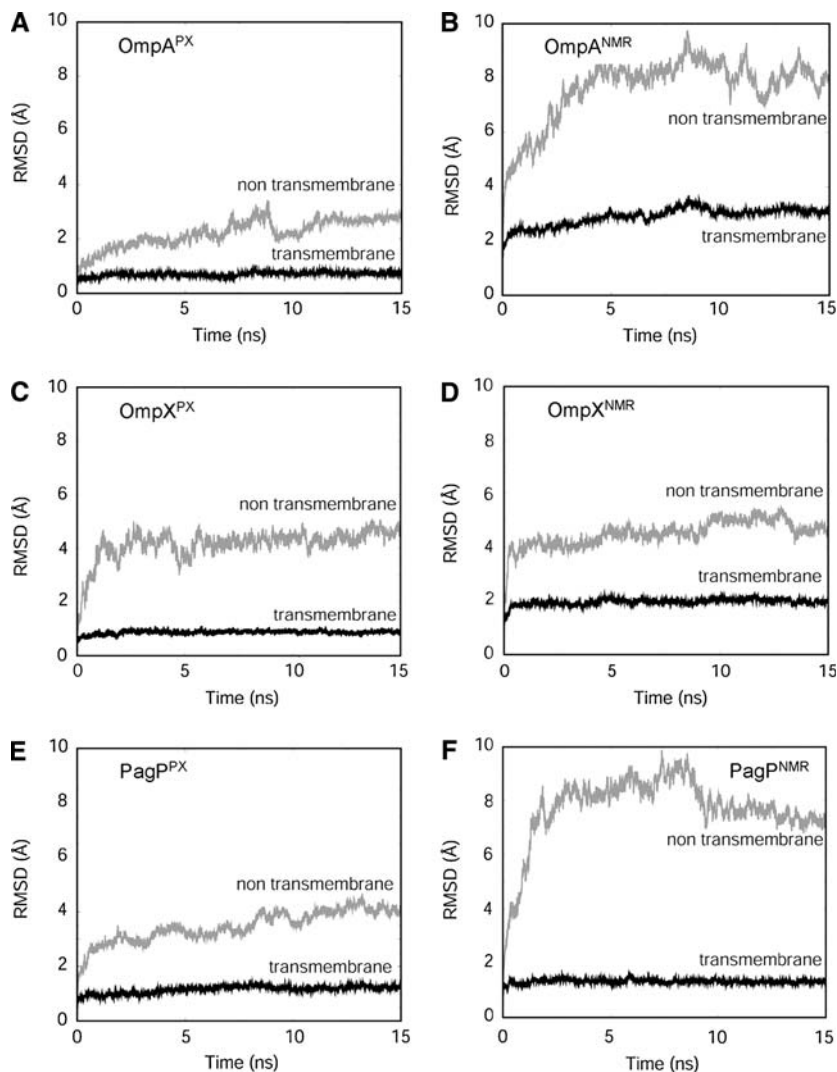 A
OmpA^PX
10
8
6
4
2
0
RMSD (Å)
non transmembrane
transmembrane
0 5 10 15
Time (ns)
B
OmpA^NMR
10
8
6
4
2
0
RMSD (Å)
non transmembrane
transmembrane
0 5 10 15
Time (ns)
C
OmpX^PX
10
8
6
4
2
0
RMSD (Å)
non transmembrane
transmembrane
0 5 10 15
Time (ns)
D
OmpX^NMR
10
8
6
4
2
0
RMSD (Å)
non transmembrane
transmembrane
0 5 10 15
Time (ns)
E
PagP^PX
10
8
6
4
2
0
RMSD (Å)
non transmembrane
transmembrane
0 5 10 15
Time (ns)
F
PagP^NMR
10
8
6
4
2
0
RMSD (Å)
non transmembrane
transmembrane
0 5 10 15
Time (ns)